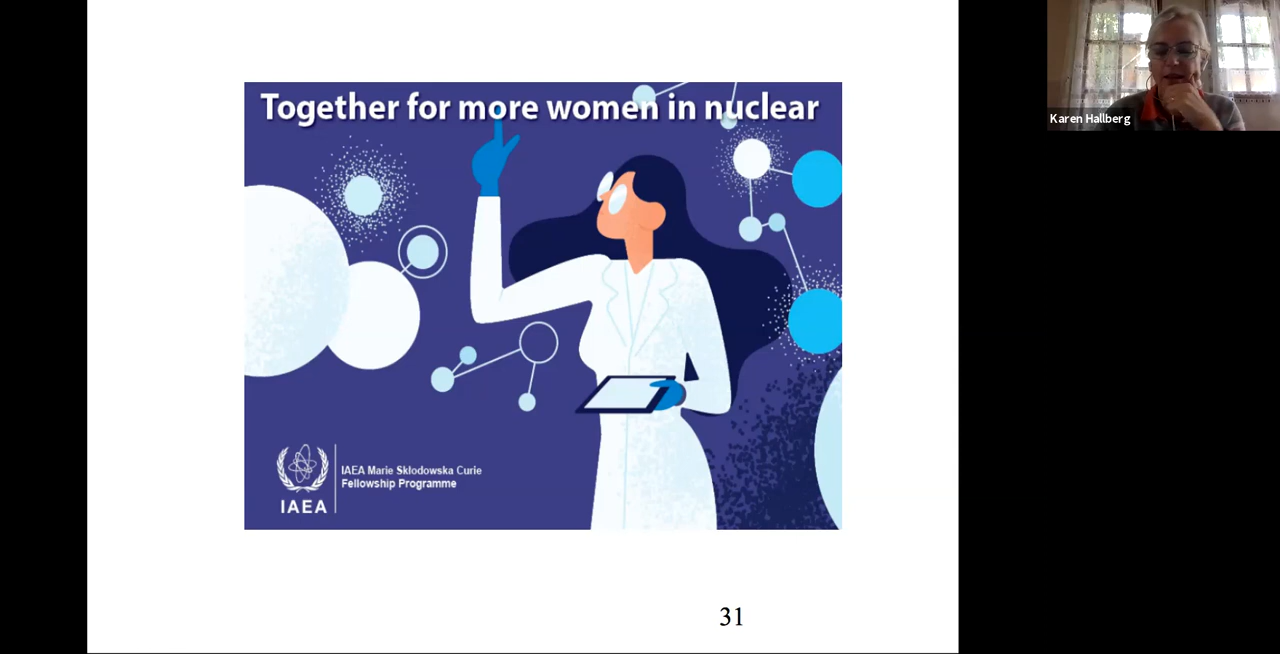 Together for more women in nuclear
Karen Hallberg
IAEA Marie Skłodowska Curie
Fellowship Programme
IAEA
31